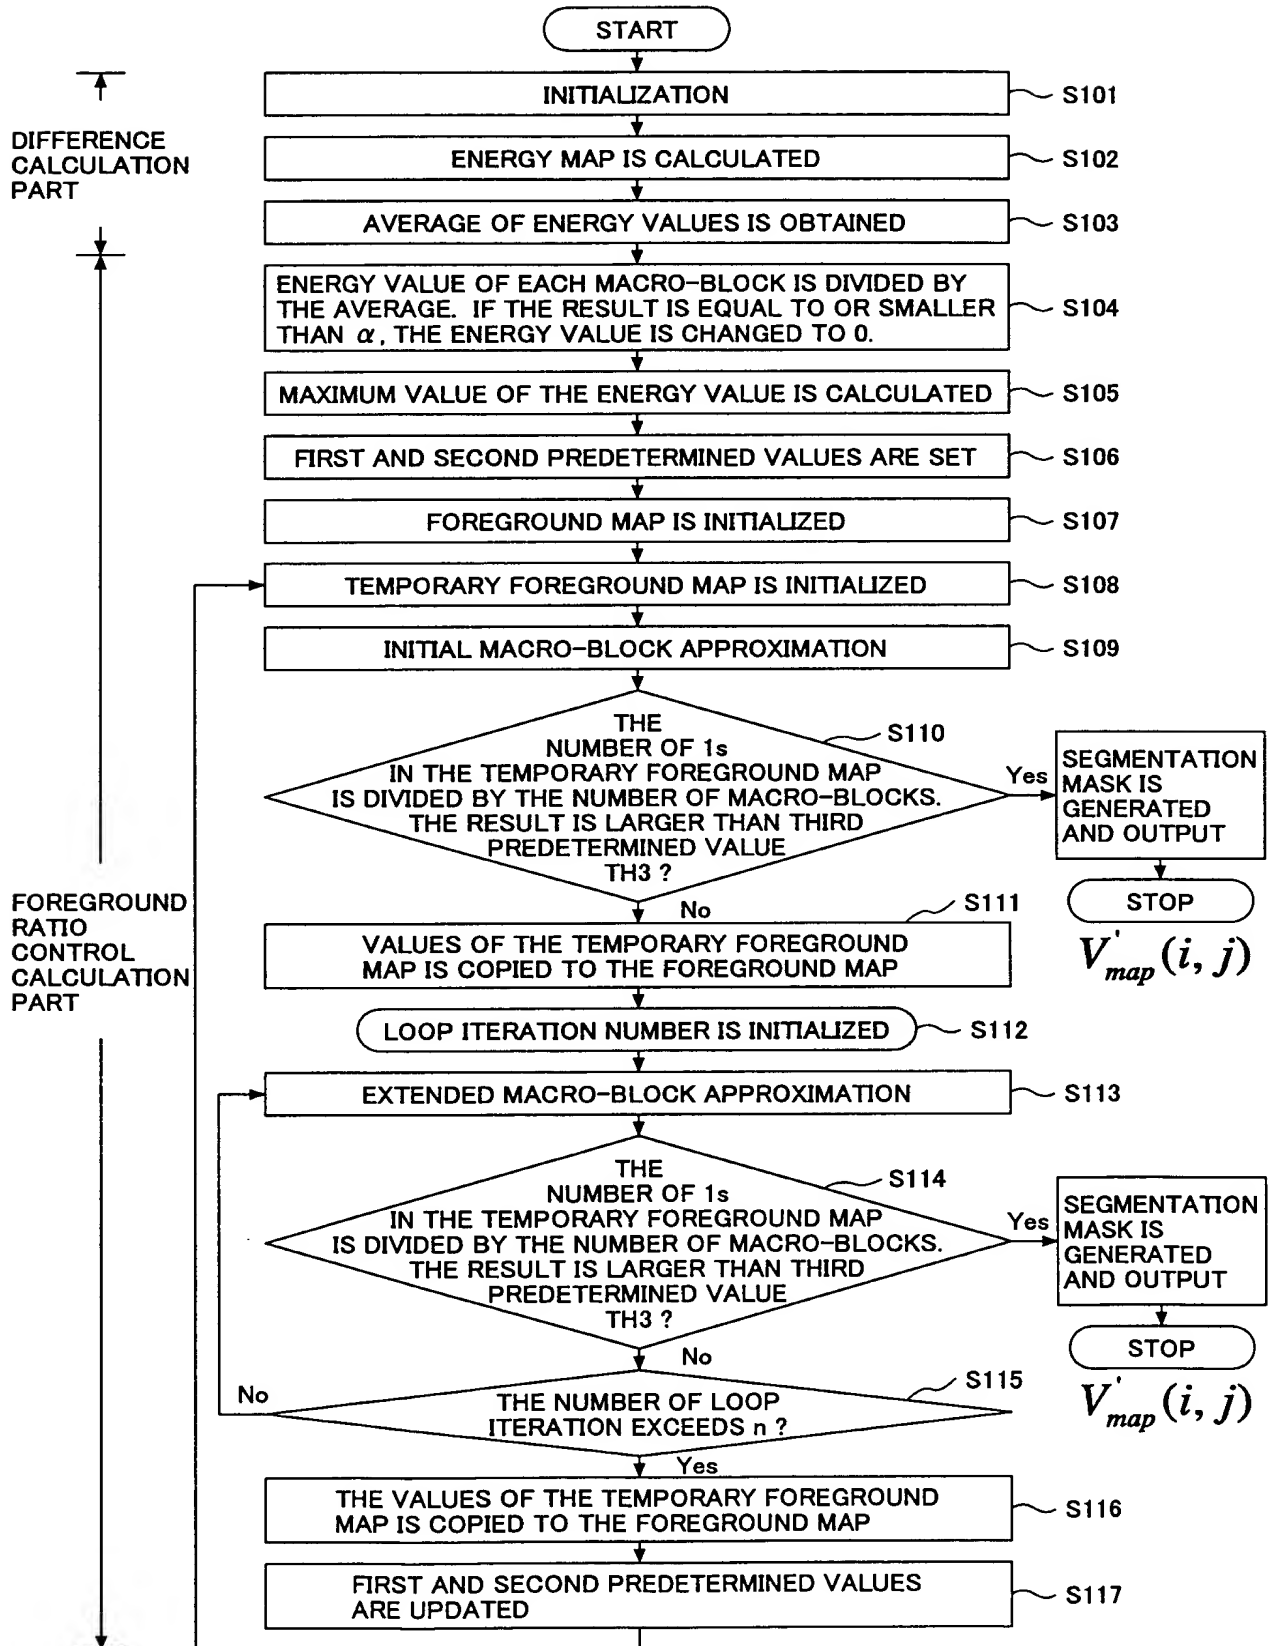 START
INITIALIZATION
S101
DIFFERENCE
CALCULATION
PART
ENERGY MAP IS CALCULATED
S102
AVERAGE OF ENERGY VALUES IS OBTAINED
S103
ENERGY VALUE OF EACH MACRO-BLOCK IS DIVIDED BY
THE AVERAGE. IF THE RESULT IS EQUAL TO OR SMALLER
THAN α, THE ENERGY VALUE IS CHANGED TO 0.
S104
MAXIMUM VALUE OF THE ENERGY VALUE IS CALCULATED
S105
FIRST AND SECOND PREDETERMINED VALUES ARE SET
S106
FOREGROUND MAP IS INITIALIZED
S107
TEMPORARY FOREGROUND MAP IS INITIALIZED
S108
INITIAL MACRO-BLOCK APPROXIMATION
S109
THE
NUMBER OF 1s
IN THE TEMPORARY FOREGROUND MAP
IS DIVIDED BY THE NUMBER OF MACRO-BLOCKS.
THE RESULT IS LARGER THAN THIRD
PREDETERMINED VALUE
TH3 ?
S110
Yes
SEGMENTATION
MASK IS
GENERATED
AND OUTPUT
STOP
V'map (i, j)
No
FOREGROUND
RATIO
CONTROL
CALCULATION
PART
S111
VALUES OF THE TEMPORARY FOREGROUND
MAP IS COPIED TO THE FOREGROUND MAP
LOOP ITERATION NUMBER IS INITIALIZED
S112
EXTENDED MACRO-BLOCK APPROXIMATION
S113
THE
NUMBER OF 1s
IN THE TEMPORARY FOREGROUND MAP
IS DIVIDED BY THE NUMBER OF MACRO-BLOCKS.
THE RESULT IS LARGER THAN THIRD
PREDETERMINED VALUE
TH3 ?
S114
Yes
SEGMENTATION
MASK IS
GENERATED
AND OUTPUT
STOP
V'map (i, j)
No
THE NUMBER OF LOOP
ITERATION EXCEEDS n ?
S115
No
Yes
THE VALUES OF THE TEMPORARY FOREGROUND
MAP IS COPIED TO THE FOREGROUND MAP
S116
FIRST AND SECOND PREDETERMINED VALUES
ARE UPDATED
S117